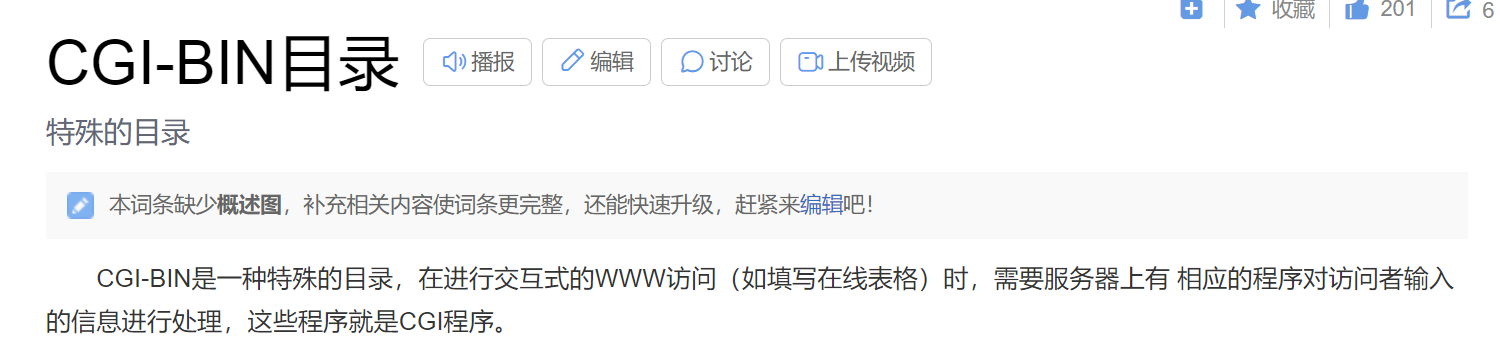 收藏 201 6
CGI-BIN目录 播报 编辑 讨论 上传视频
特殊的目录
本词条缺少概述图，补充相关内容使词条更完整，还能快速升级，赶紧来编辑吧！
CGI-BIN是一种特殊的目录，在进行交互式的WWW访问（如填写在线表格）时，需要服务器上有 相应的程序对访问者输入
的信息进行处理，这些程序就是CGI程序。